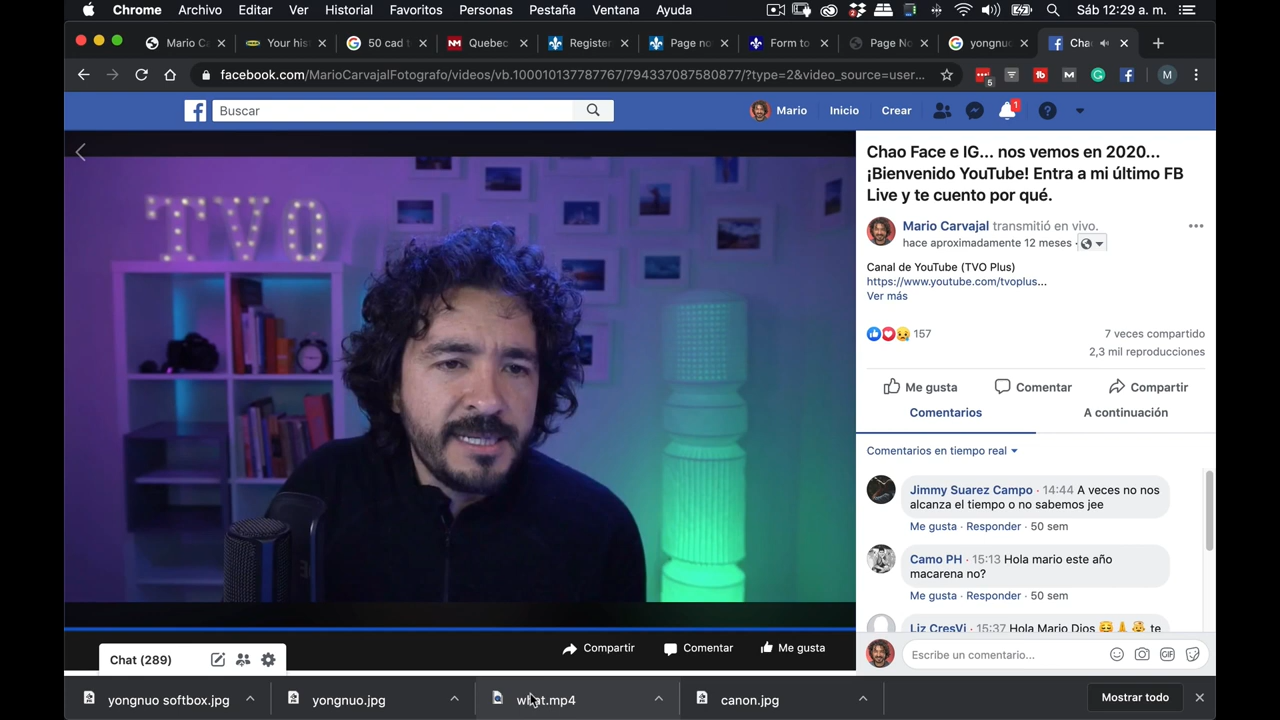 Chrome Archivo Editar Ver Historial Favoritos Personas Pestaña Ventana Ayuda Sáb 12:29 a. m.
Mario C Your his 50 cad t Quebec Register Page no Form to Page N yongnu Cha
facebook.com/MarioCarvajalFotografo/videos/vb.100010137787767/794337087580877/?type=2&video_source=user...
5 M
Buscar
Mario Inicio Crear 1
TVO
Chao Face e IG... nos vemos en 2020...
¡Bienvenido YouTube! Entra a mi último FB
Live y te cuento por qué.
Mario Carvajal transmitió en vivo.
hace aproximadamente 12 meses ·
Canal de YouTube (TVO Plus)
https://www.youtube.com/tvoplus...
Ver más
157 7 veces compartido
2,3 mil reproducciones
Me gusta Comentar Compartir
Comentarios A continuación
Comentarios en tiempo real
Jimmy Suarez Campo · 14:44 A veces no nos
alcanza el tiempo o no sabemos jee
Me gusta · Responder · 50 sem
Camo PH · 15:13 Hola mario este año
macarena no?
Me gusta · Responder · 50 sem
Liz CresVi · 15:37 Hola Mario Dios 😌🙏👼 te
Escribe un comentario...
GIF
Compartir Comentar Me gusta
Chat (289)
yongnuo softbox.jpg yongnuo.jpg what.mp4 canon.jpg Mostrar todo